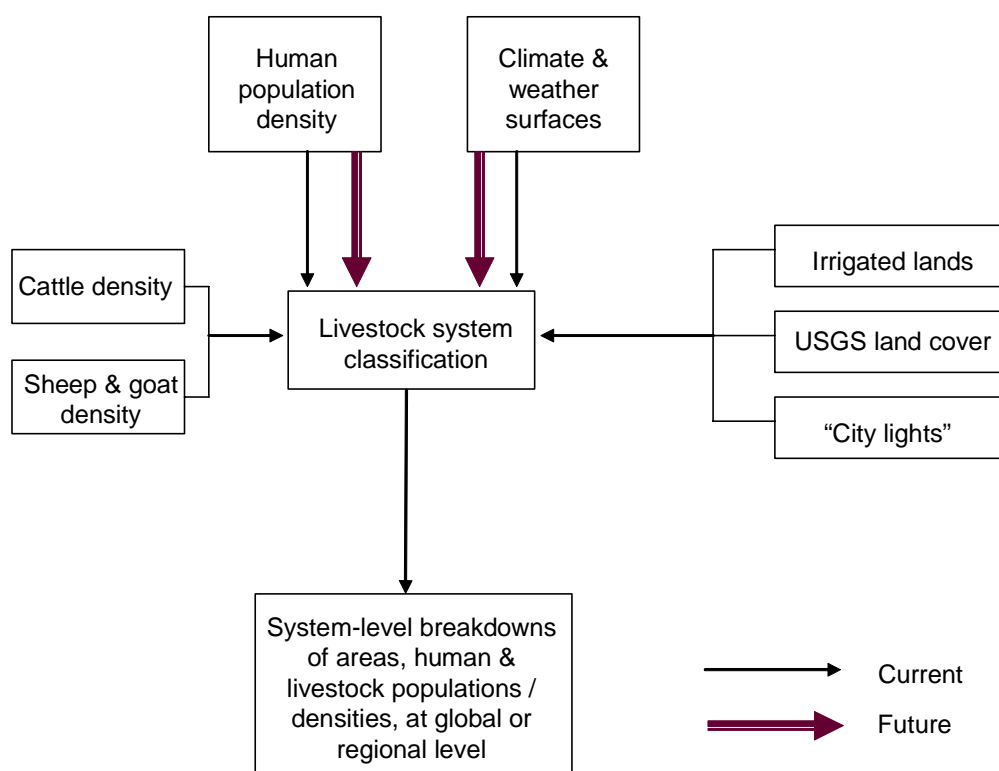 Human
population
density
Climate &
weather
surfaces
Cattle density
Sheep & goat
density
Livestock system
classification
Irrigated lands
USGS land cover
“City lights”
System-level breakdowns
of areas, human &
livestock populations /
densities, at global or
regional level
Current
Future